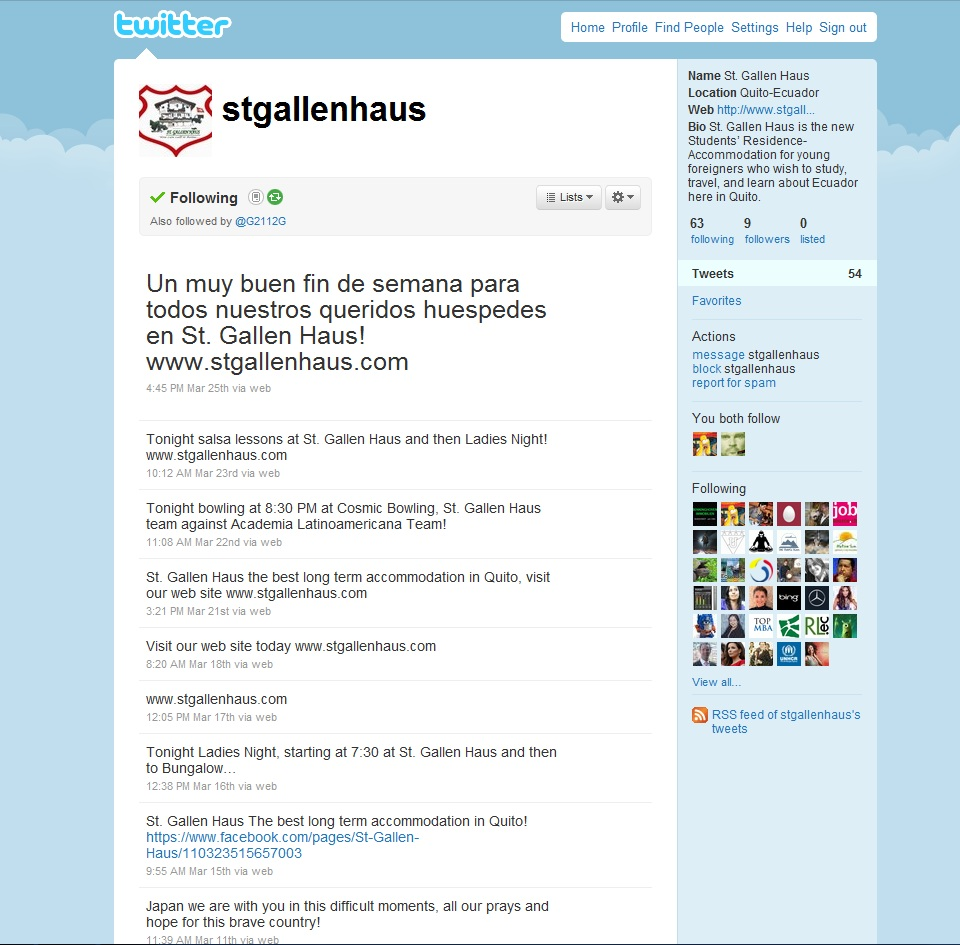 twitter
Home Profile Find People Settings Help Sign out
stgallenhaus
Following
Lists
Also followed by @G2112G
Un muy buen fin de semana para
todos nuestros queridos huespedes
en St. Gallen Haus!
www.stgallenhaus.com
4:45 PM Mar 25th via web
Tonight salsa lessons at St. Gallen Haus and then Ladies Night!
www.stgallenhaus.com
10:12 AM Mar 23rd via web
Tonight bowling at 8:30 PM at Cosmic Bowling, St. Gallen Haus
team against Academia Latinoamericana Team!
11:08 AM Mar 22nd via web
St. Gallen Haus the best long term accommodation in Quito, visit
our web site www.stgallenhaus.com
3:21 PM Mar 21st via web
Visit our web site today www.stgallenhaus.com
8:20 AM Mar 18th via web
www.stgallenhaus.com
12:05 PM Mar 17th via web
Tonight Ladies Night, starting at 7:30 at St. Gallen Haus and then
to Bungalow…
12:38 PM Mar 16th via web
St. Gallen Haus The best long term accommodation in Quito!
https://www.facebook.com/pages/St-Gallen-
Haus/110323515657003
9:55 AM Mar 15th via web
Japan we are with you in this difficult moments, all our prays and
hope for this brave country!
11:39 AM Mar 11th via web
Name St. Gallen Haus
Location Quito-Ecuador
Web http://www.stgall...
Bio St. Gallen Haus is the new
Students' Residence-
Accommodation for young
foreigners who wish to study,
travel, and learn about Ecuador
here in Quito.
63 9 0
following followers listed
Tweets 54
Favorites
Actions
message stgallenhaus
block stgallenhaus
report for spam
You both follow
Following
job
bing
TOP
MBA
UNHCR
View all...
RSS feed of stgallenhaus's
tweets